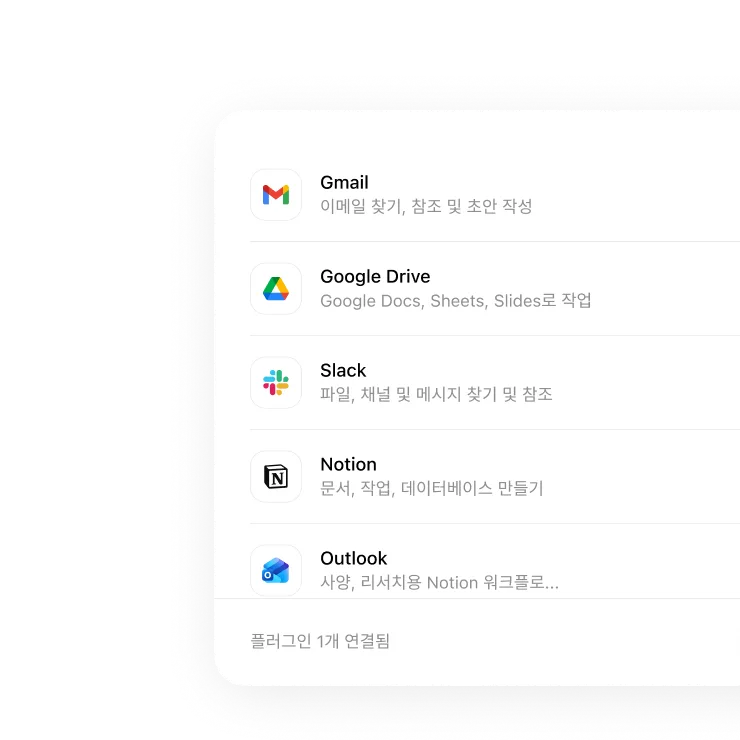 Gmail
이메일 찾기, 참조 및 초안 작성
Google Drive
Google Docs, Sheets, Slides로 작업
Slack
파일, 채널 및 메시지 찾기 및 참조
Notion
문서, 작업, 데이터베이스 만들기
Outlook
사양, 리서치용 Notion 워크플로...
플러그인 1개 연결됨